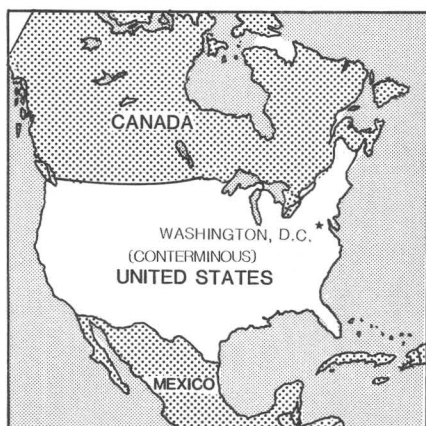 CANADA
WASHINGTON, D.C.
(CONTERMINOUS)
UNITED STATES
MEXICO